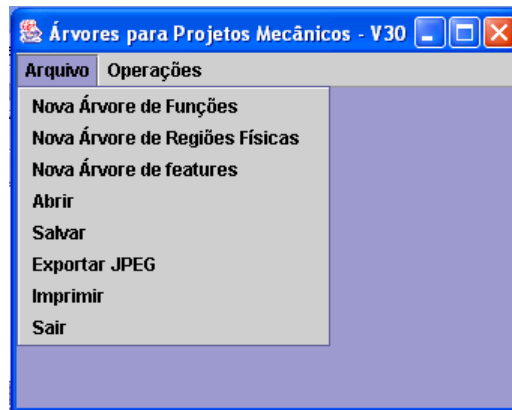 Árvores para Projetos Mecânicos - V30
Arquivo Operações
Nova Árvore de Funções
Nova Árvore de Regiões Físicas
Nova Árvore de features
Abrir
Salvar
Exportar JPEG
Imprimir
Sair